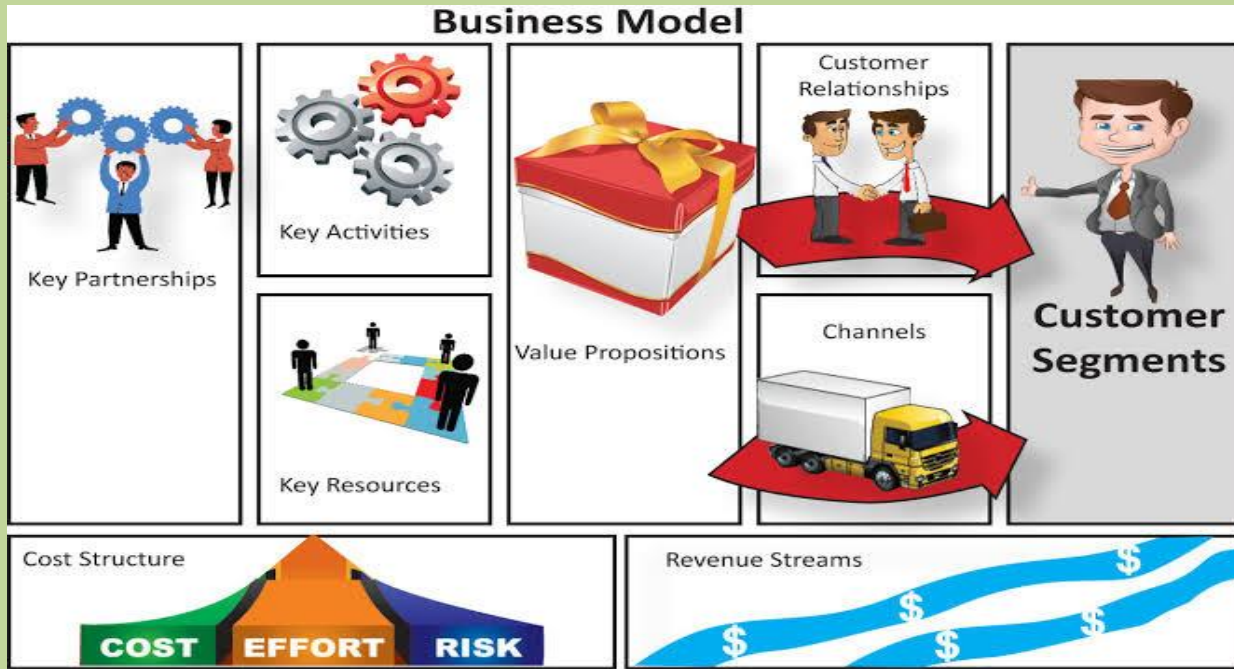 Business Model
Key Partnerships
Key Activities
Key Resources
Value Propositions
Customer
Relationships
Channels
Customer
Segments
Cost Structure
COST EFFORT RISK
Revenue Streams
$ $ $
$ $